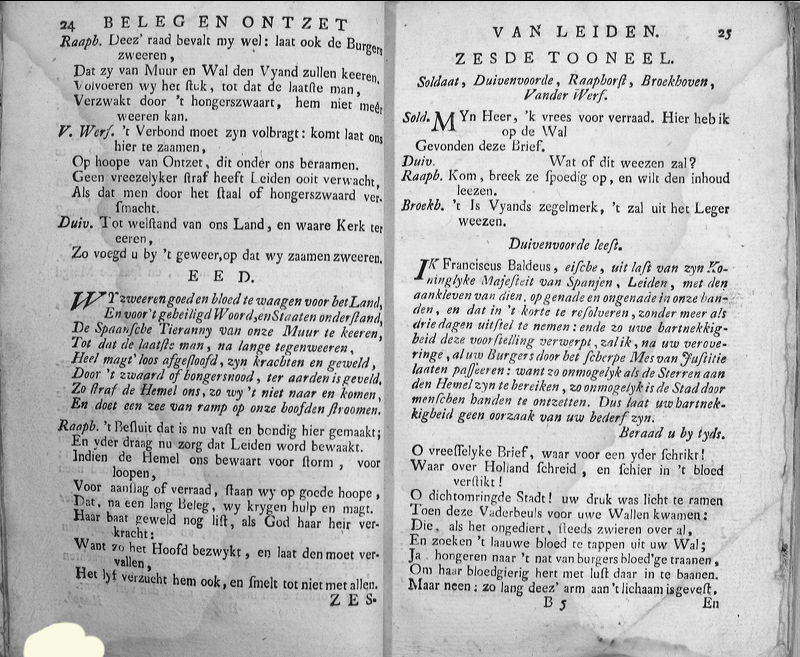 24 BELEG EN ONTZET
Raapb. Deez' raad bevalt my wel: laat ook de Burgers
zweeren,
Dat zy van Muur en Wal den Vyand zullen keeren,
Volvoeren wy het ſtuk, tot dat de laatſte man,
Verzwakt door 't hongerszwaart, hem niet meer
weeren kan.
V. Werf. 't Verbond moet zyn volbragt: komt laat ons
hier te zaamen,
Op hoope van Ontzet, dit onder ons beraamen.
Geen vreezelyker ſtraf heeft Leiden ooit verwacht,
Als dat men door het ſtaal of hongerszwaard ver-
ſmacht.
Duiv. Tot welſtand van ons Land, en waare Kerk ter
eeren,
Zo voegd u by 't geweer, op dat wy zaamen zweeren.
E E D.
WY zweeren goed en bloed te waagen voor het Land,
En voor 't geheiligd Woord, en Staaten onderſtand,
De Spaanſche Tieranny van onze Muur te keeren,
Tot dat de laatſte man, na lange tegenweeren,
Heel magt'loos afgeſloofd, zyn krachten en geweld,
Door 't zwaard of hongersnood, ter aarden is geveld,
Zo ſtraf de Hemel ons, zo wy 't niet naar en komen,
En doet een zee van ramp op onze hoofden ſtroomen.
Raapb. 't Beſluit dat is nu vaſt en bondig hier gemaakt;
En yder draag nu zorg dat Leiden word bewaakt.
Indien de Hemel ons bewaart voor ſtorm, voor
loopen,
Voor aanſlag of verraad, ſtaan wy op goede hoope,
Dat, na een lang Beleg, wy krygen hulp en magt.
Haar baat geweld nog liſt, als God haar heir ver-
kracht:
Want zo het Hoofd bezwykt, en laat den moet ver-
vallen,
Het lyf verzucht hem ook, en ſmelt tot niet met allen.
Z E S-
VAN LEIDEN. 25
ZESDE TOONEEL.
Soldaat, Duivenvoorde, Raaphorſt, Broekhoven,
Vander Werf.
Sold. MYn Heer, 'k vrees voor verraad. Hier heb ik
op de Wal
Gevonden deze Brief.
Duiv. Wat of dit weezen zal?
Raapb. Kom, breek ze ſpoedig op, en wilt den inhoud
leezen.
Broekb. 't Is Vyands zegelmerk, 't zal uit het Leger
weezen.
Duivenvoorde leeſt.
IK Franciscus Baldeus, eiſche, uit laſt van zyn Ko-
ninglyke Majeſteit van Spanjen, Leiden, met den
aankleven van dien, op genade en ongenade in onze han-
den, en dat in 't korte te reſolveren, zonder meer als
drie dagen uitſtel te nemen: ende zo uwe hartnekkig-
heid deze voorſtelling verwerpt, zal ik, na uw verove-
ringe, al uw Burgers door het ſcherpe Mes van Juſtitie
laaten paſſeeren: want zo onmogelyk als de Sterren aan
den Hemel zyn te bereiken, zo onmogelyk is de Stad door
menſchen handen te ontzetten. Dus laat uw hartnek-
kigheid geen oorzaak van uw bederf zyn.
Beraad u by tyds.
O vreeſſelyke Brief, waar voor een yder ſchrikt!
Waar over Holland ſchreid, en ſchier in 't bloed
verſtikt!
O dichtomringde Stadt! uw druk was licht te ramen
Toen deze Vaderbeuls voor uwe Wallen kwamen:
Die, als het ongediert, ſteeds zwieren over al,
En zoeken 't laauwe bloed te tappen uit uw Wal;
Ja hongeren naar 't nat van burgers bloed'ge traanen,
Om haar bloedgierig hert met luſt daar in te baanen.
Maar neen: zo lang deez' arm aan 't lichaam is geveſt,
B 5 En